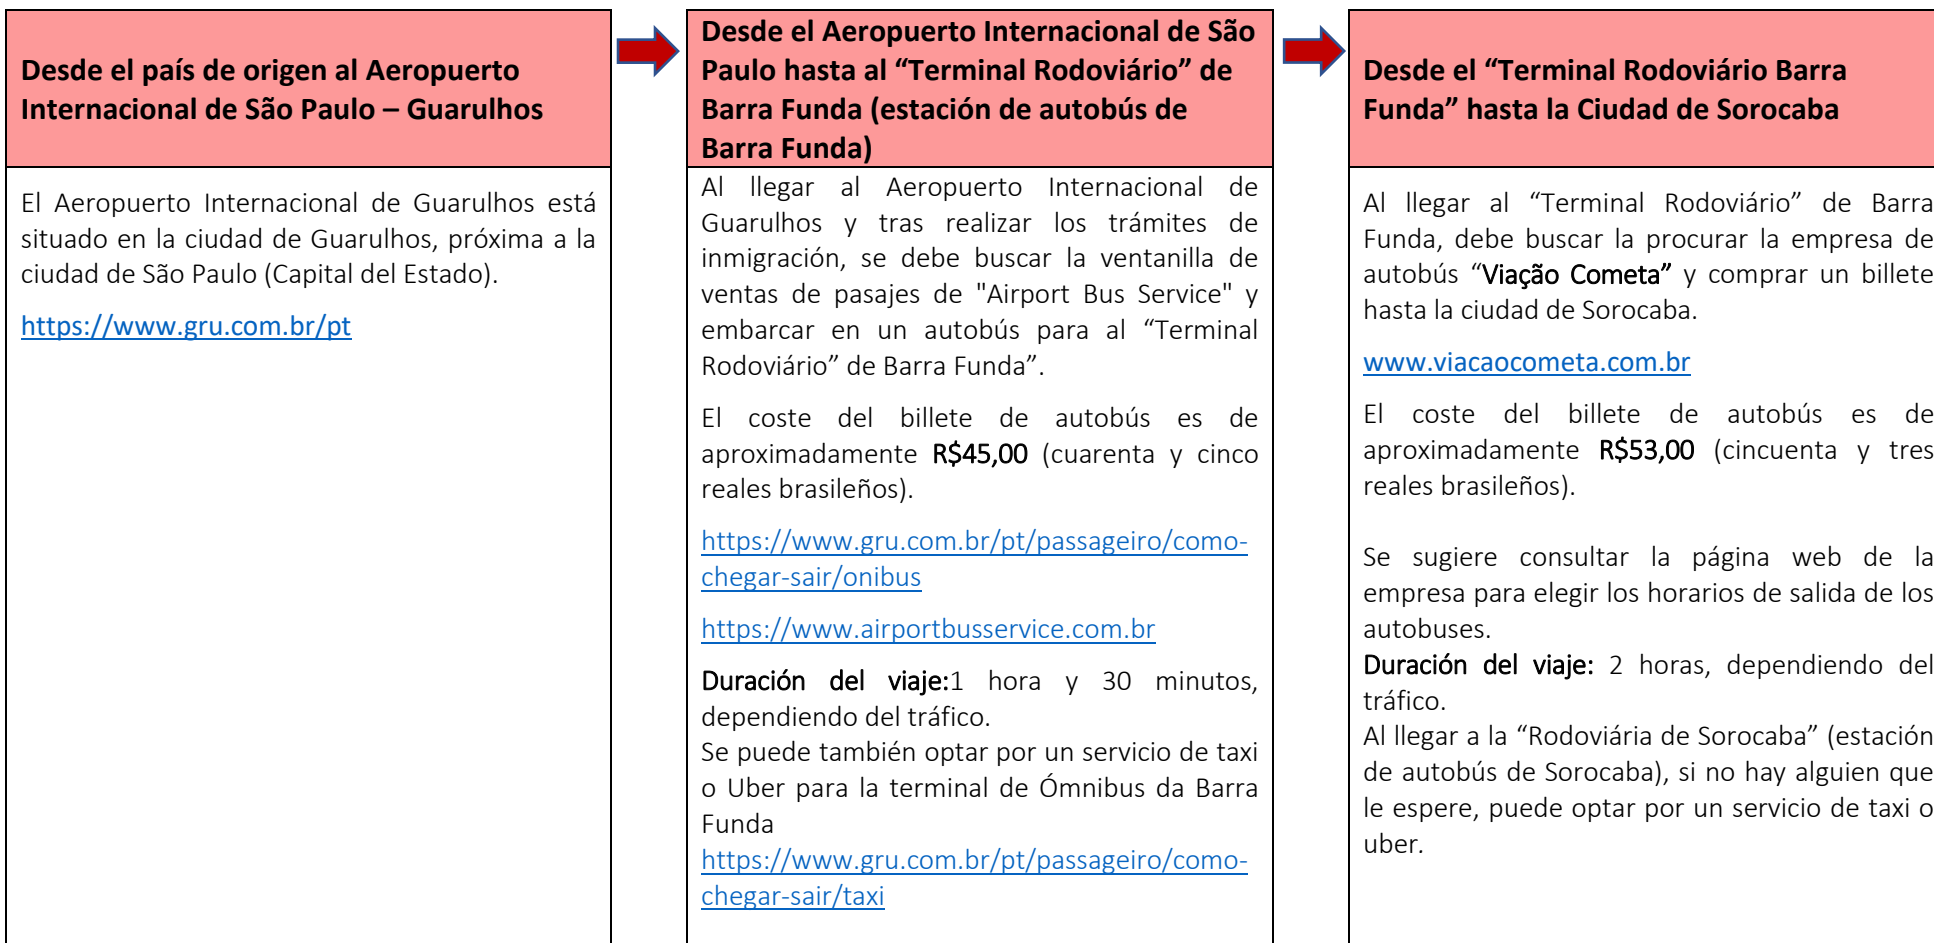 Desde el país de origen al Aeropuerto
Internacional de São Paulo – Guarulhos
El Aeropuerto Internacional de Guarulhos está
situado en la ciudad de Guarulhos, próxima a la
ciudad de São Paulo (Capital del Estado).
https://www.gru.com.br/pt
Desde el Aeropuerto Internacional de São
Paulo hasta al “Terminal Rodoviário” de
Barra Funda (estación de autobús de
Barra Funda)
Al llegar al Aeropuerto Internacional de
Guarulhos y tras realizar los trámites de
inmigración, se debe buscar la ventanilla de
ventas de pasajes de "Airport Bus Service" y
embarcar en un autobús para al “Terminal
Rodoviário” de Barra Funda”.
El coste del billete de autobús es de
aproximadamente R$45,00 (cuarenta y cinco
reales brasileños).
https://www.gru.com.br/pt/passageiro/como-
chegar-sair/onibus
https://www.airportbusservice.com.br
Duración del viaje:1 hora y 30 minutos,
dependiendo del tráfico.
Se puede también optar por un servicio de taxi
o Uber para la terminal de Ómnibus da Barra
Funda
https://www.gru.com.br/pt/passageiro/como-
chegar-sair/taxi
Desde el “Terminal Rodoviário Barra
Funda” hasta la Ciudad de Sorocaba
Al llegar al “Terminal Rodoviário” de Barra
Funda, debe buscar la procurar la empresa de
autobús “Viação Cometa” y comprar un billete
hasta la ciudad de Sorocaba.
www.viacaocometa.com.br
El coste del billete de autobús es de
aproximadamente R$53,00 (cincuenta y tres
reales brasileños).
Se sugiere consultar la página web de la
empresa para elegir los horarios de salida de los
autobuses.
Duración del viaje: 2 horas, dependiendo del
tráfico.
Al llegar a la “Rodoviária de Sorocaba” (estación
de autobús de Sorocaba), si no hay alguien que
le espere, puede optar por un servicio de taxi o
uber.